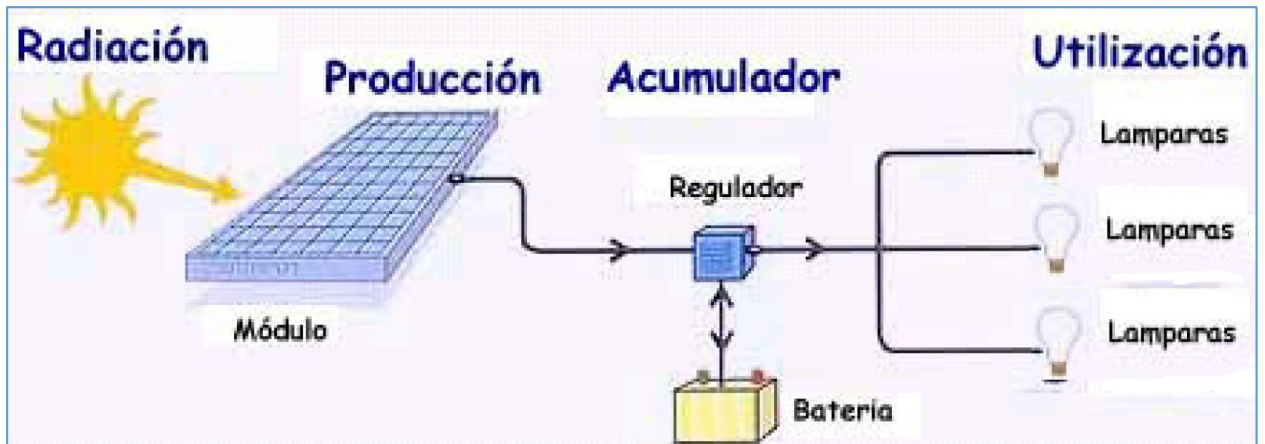 Radiación
Producción
Acumulador
Utilización
Lamparas
Regulador
Lamparas
Módulo
Lamparas
Bateria